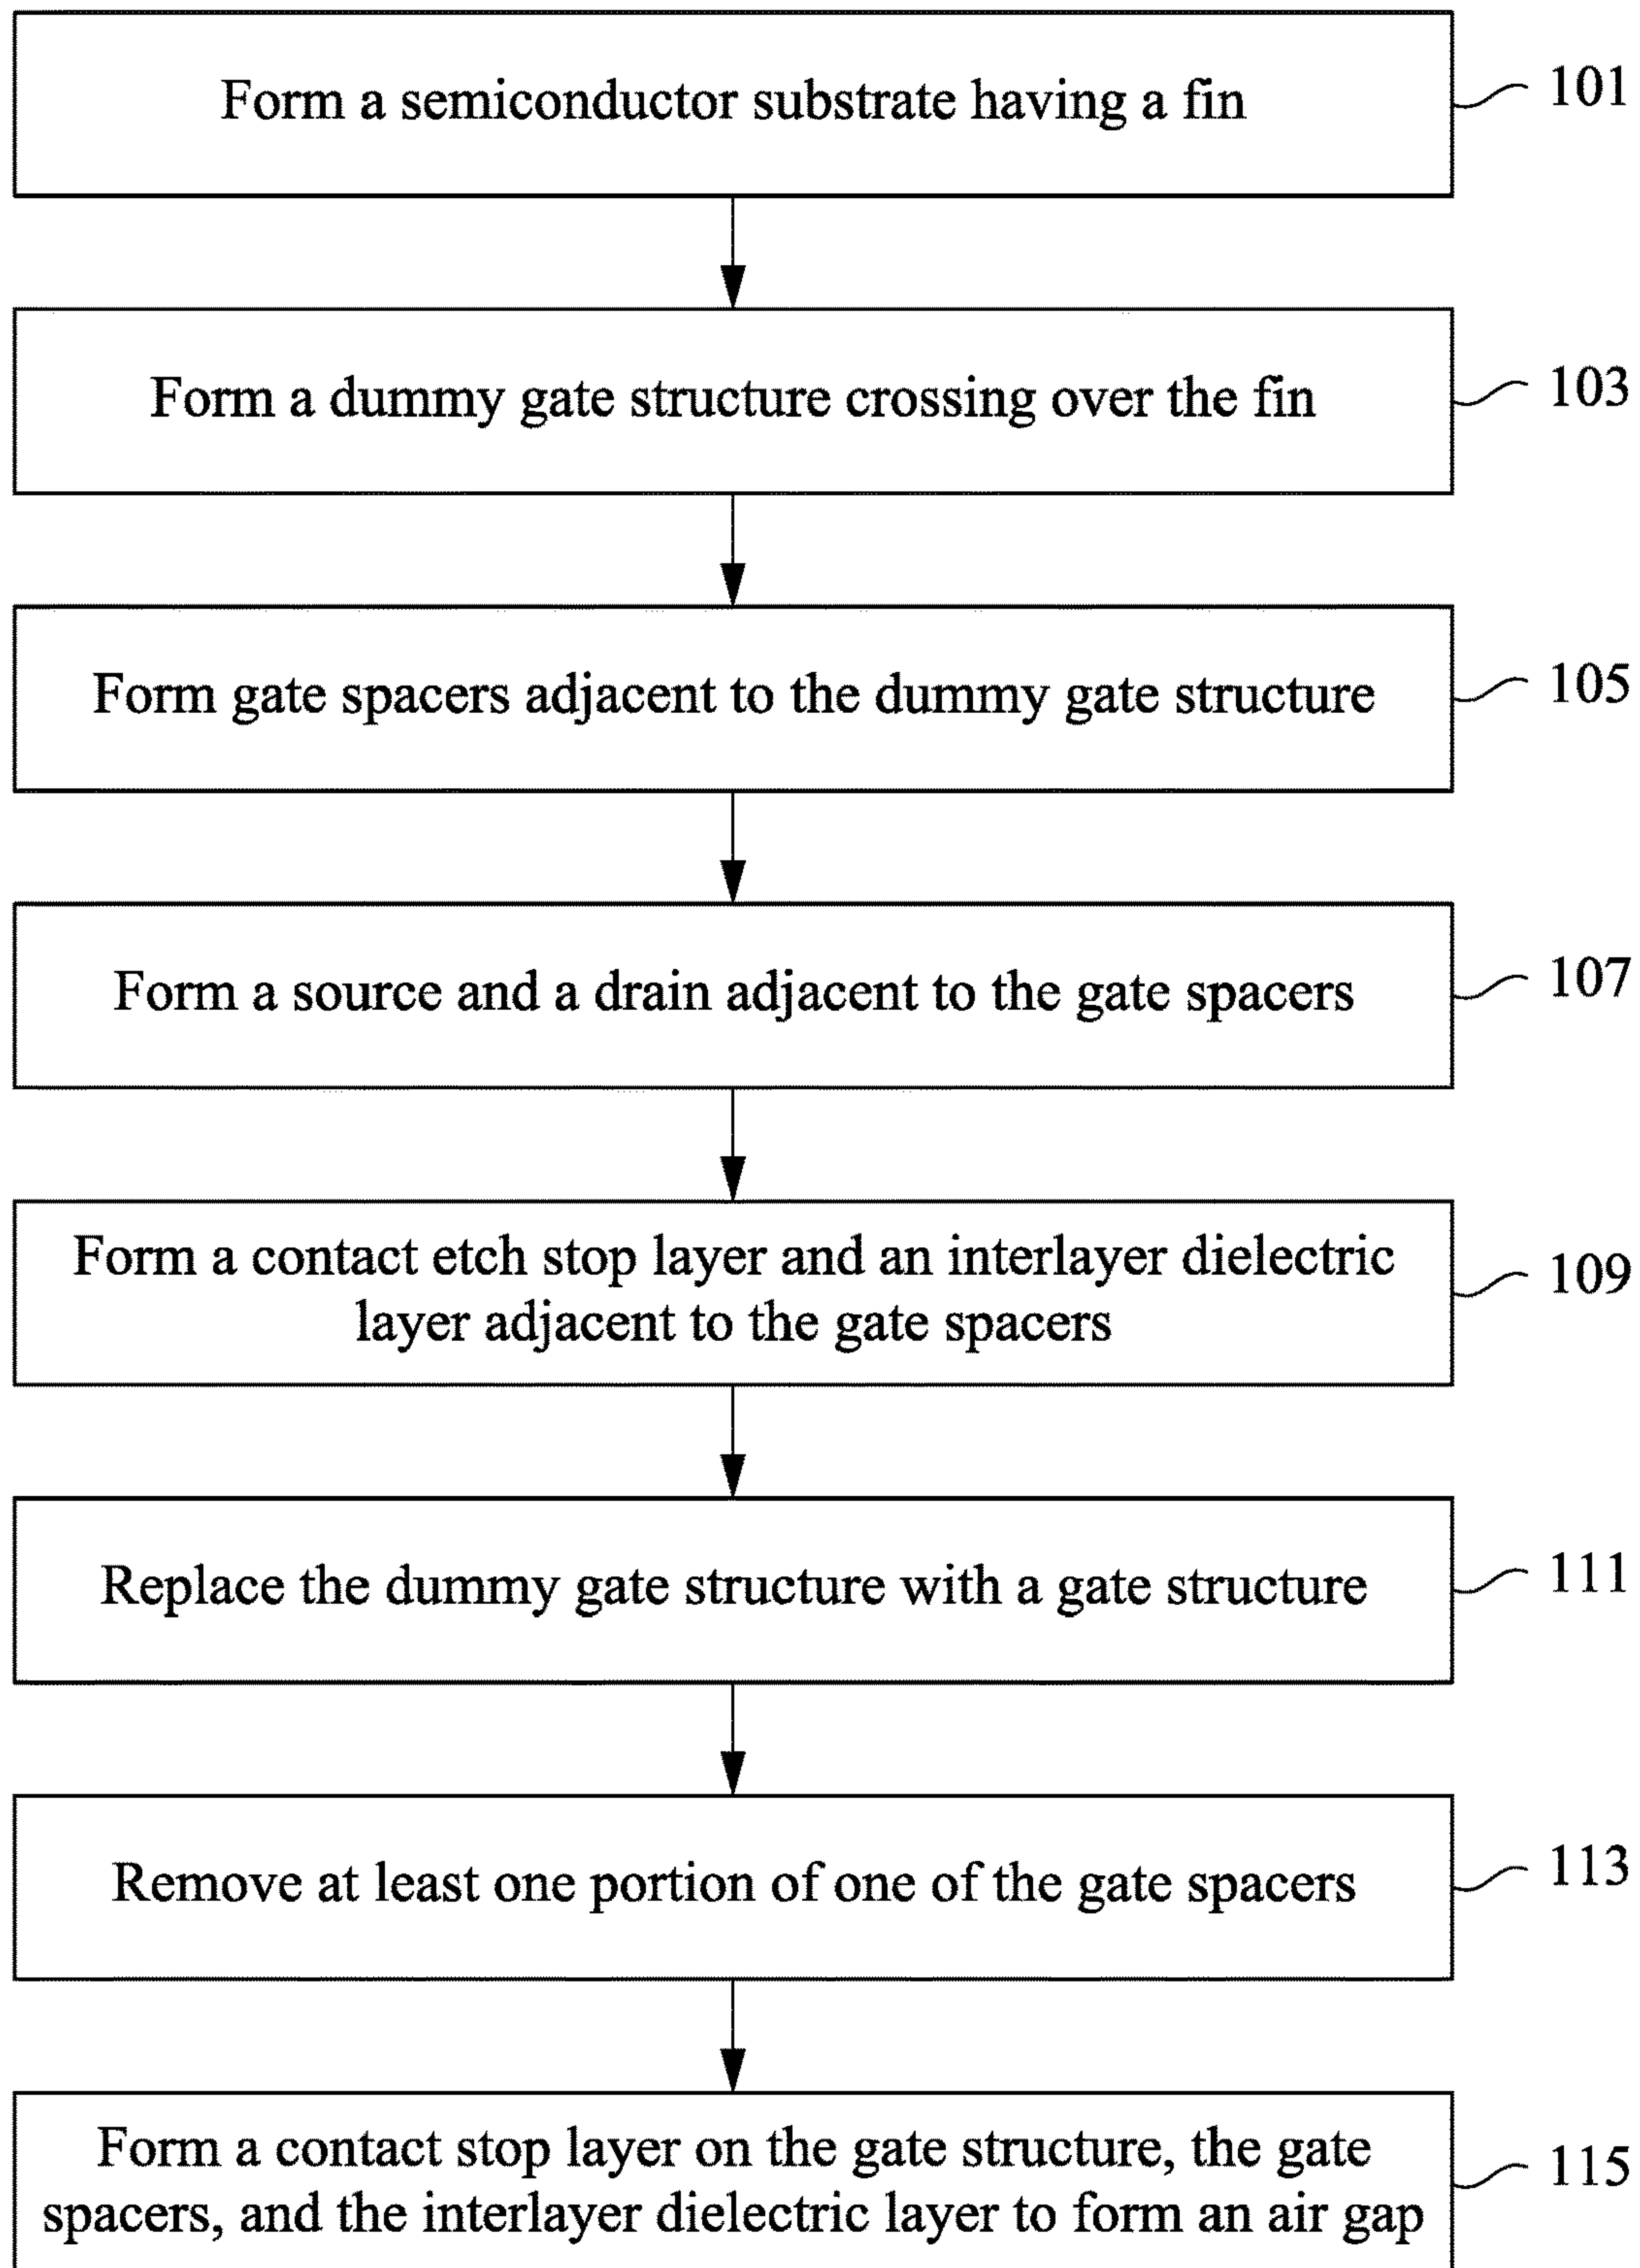 Form a semiconductor substrate having a fin
101
Form a dummy gate structure crossing over the fin
103
Form gate spacers adjacent to the dummy gate structure
105
Form a source and a drain adjacent to the gate spacers
107
Form a contact etch stop layer and an interlayer dielectric
layer adjacent to the gate spacers
109
Replace the dummy gate structure with a gate structure
111
Remove at least one portion of one of the gate spacers
113
Form a contact stop layer on the gate structure, the gate
spacers, and the interlayer dielectric layer to form an air gap
115